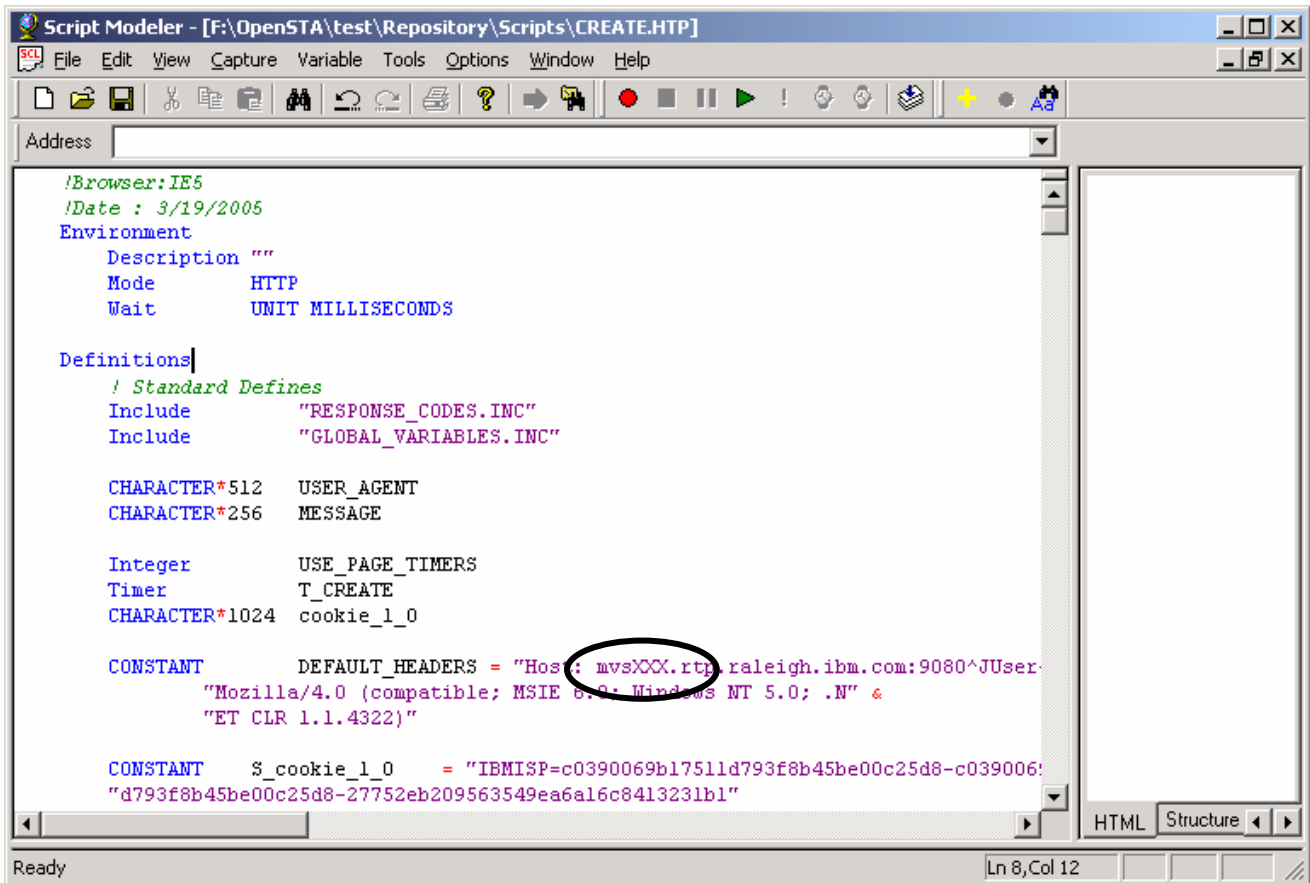 Script Modeler - [F:\OpenSTA\test\Repository\Scripts\CREATE.HTP]
SCL File Edit View Capture Variable Tools Options Window Help
Address
!Browser:IE5
!Date : 3/19/2005
Environment
Description ""
Mode HTTP
Wait UNIT MILLISECONDS
Definitions
! Standard Defines
Include "RESPONSE_CODES.INC"
Include "GLOBAL_VARIABLES.INC"
CHARACTER*512 USER_AGENT
CHARACTER*256 MESSAGE
Integer USE_PAGE_TIMERS
Timer T_CREATE
CHARACTER*1024 cookie_1_0
CONSTANT DEFAULT_HEADERS = "Host: mvsXXX.rtp.raleigh.ibm.com:9080^JUser-
"Mozilla/4.0 (compatible; MSIE 6.0; Windows NT 5.0; .N" &
"ET CLR 1.1.4322)"
CONSTANT S_cookie_1_0 = "IBMISP=c0390069b17511d793f8b45be00c25d8-c039006
"d793f8b45be00c25d8-27752eb209563549ea6a16c8413231b1"
HTML Structure
Ready Ln 8,Col 12